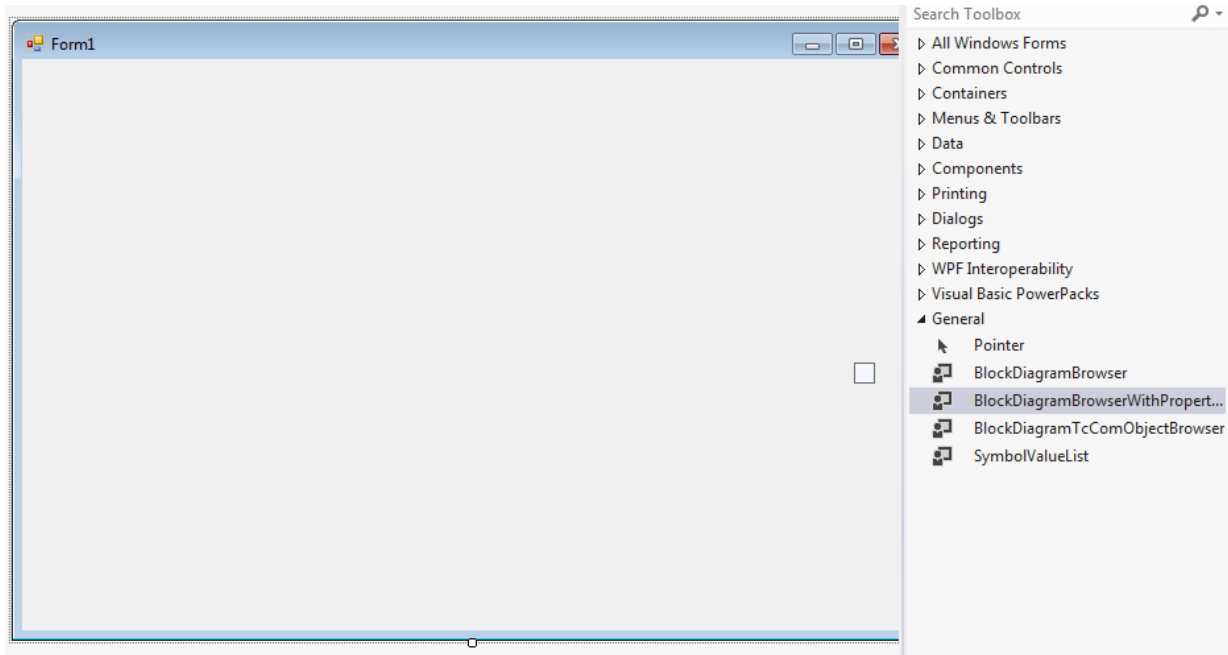 Form1
Search Toolbox
All Windows Forms
Common Controls
Containers
Menus & Toolbars
Data
Components
Printing
Dialogs
Reporting
WPF Interoperability
Visual Basic PowerPacks
General
Pointer
BlockDiagramBrowser
BlockDiagramBrowserWithPropert...
BlockDiagramTcComObjectBrowser
SymbolValueList